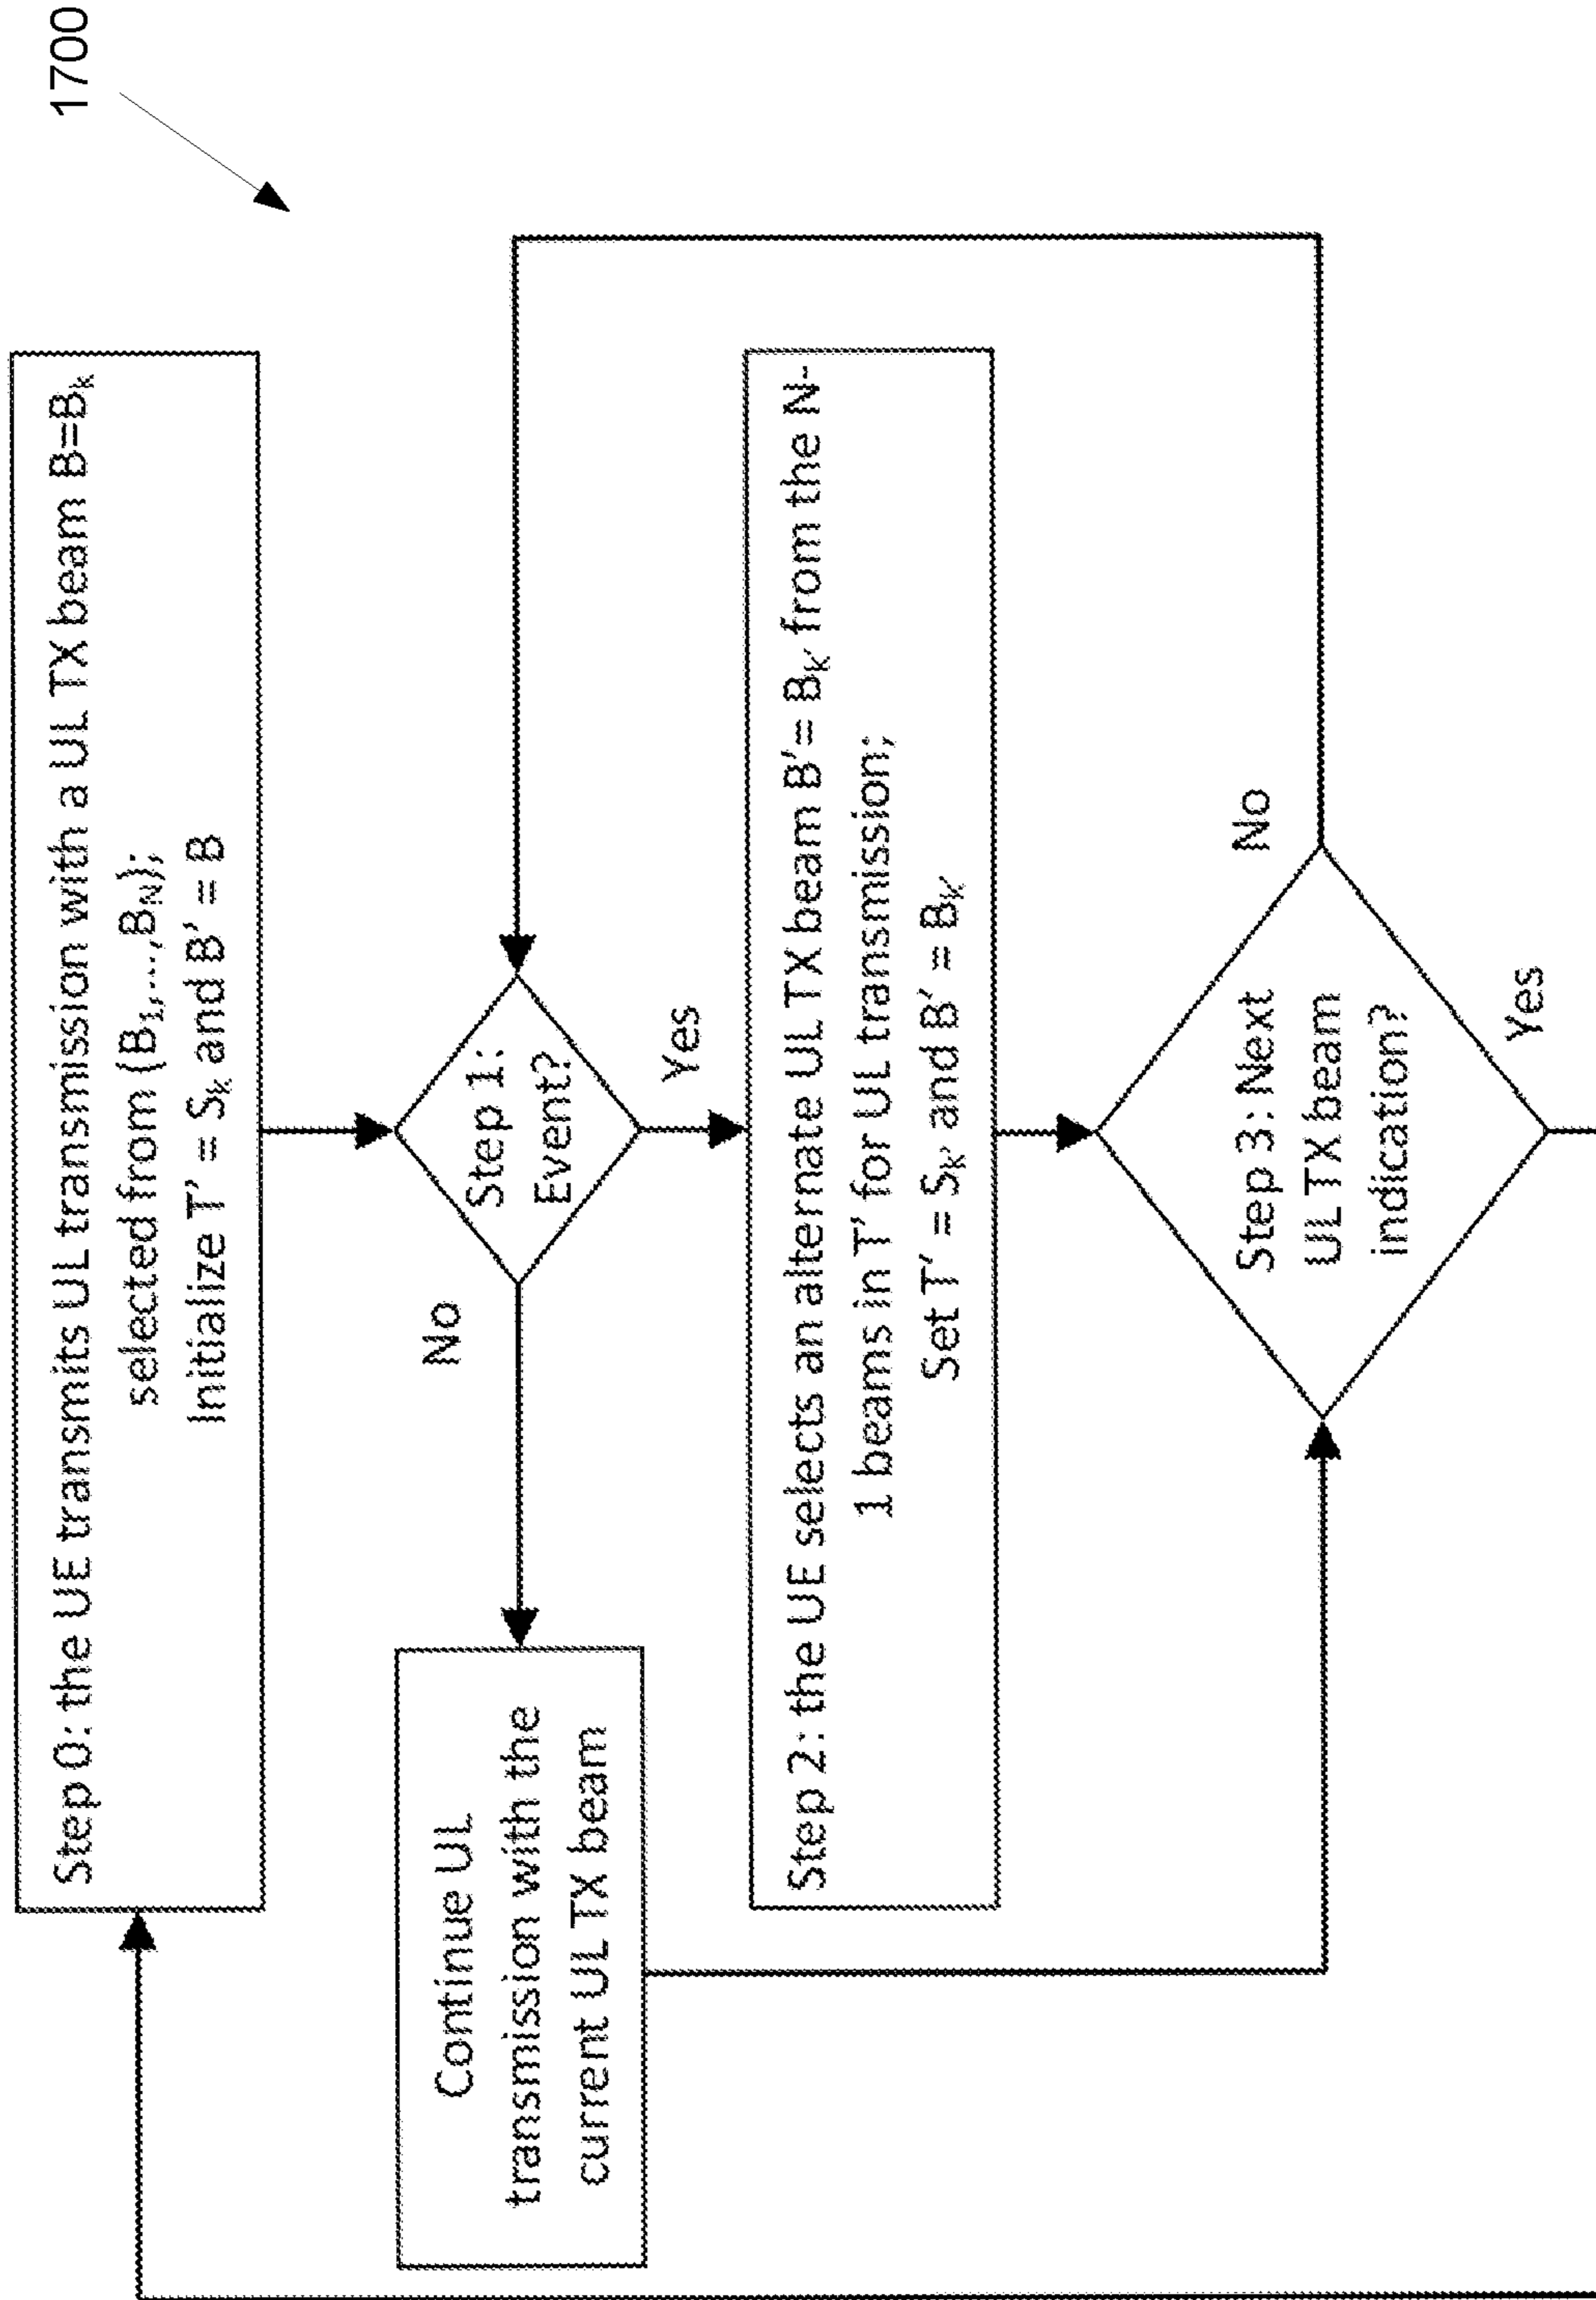 1700
Step 0: the UE transmits UL transmission with a UL TX beam B=Bₖ
selected from {B₁,...,B_N};
Initialize T' = Sₖ and B' = B
Step 1:
Event?
No
Yes
Continue UL
transmission with the
current UL TX beam
Step 2: the UE selects an alternate UL TX beam B'= Bₖ' from the N-
1 beams in T' for UL transmission;
Set T' = Sₖ' and B' = Bₖ'
Step 3: Next
UL TX beam
indication?
No
Yes